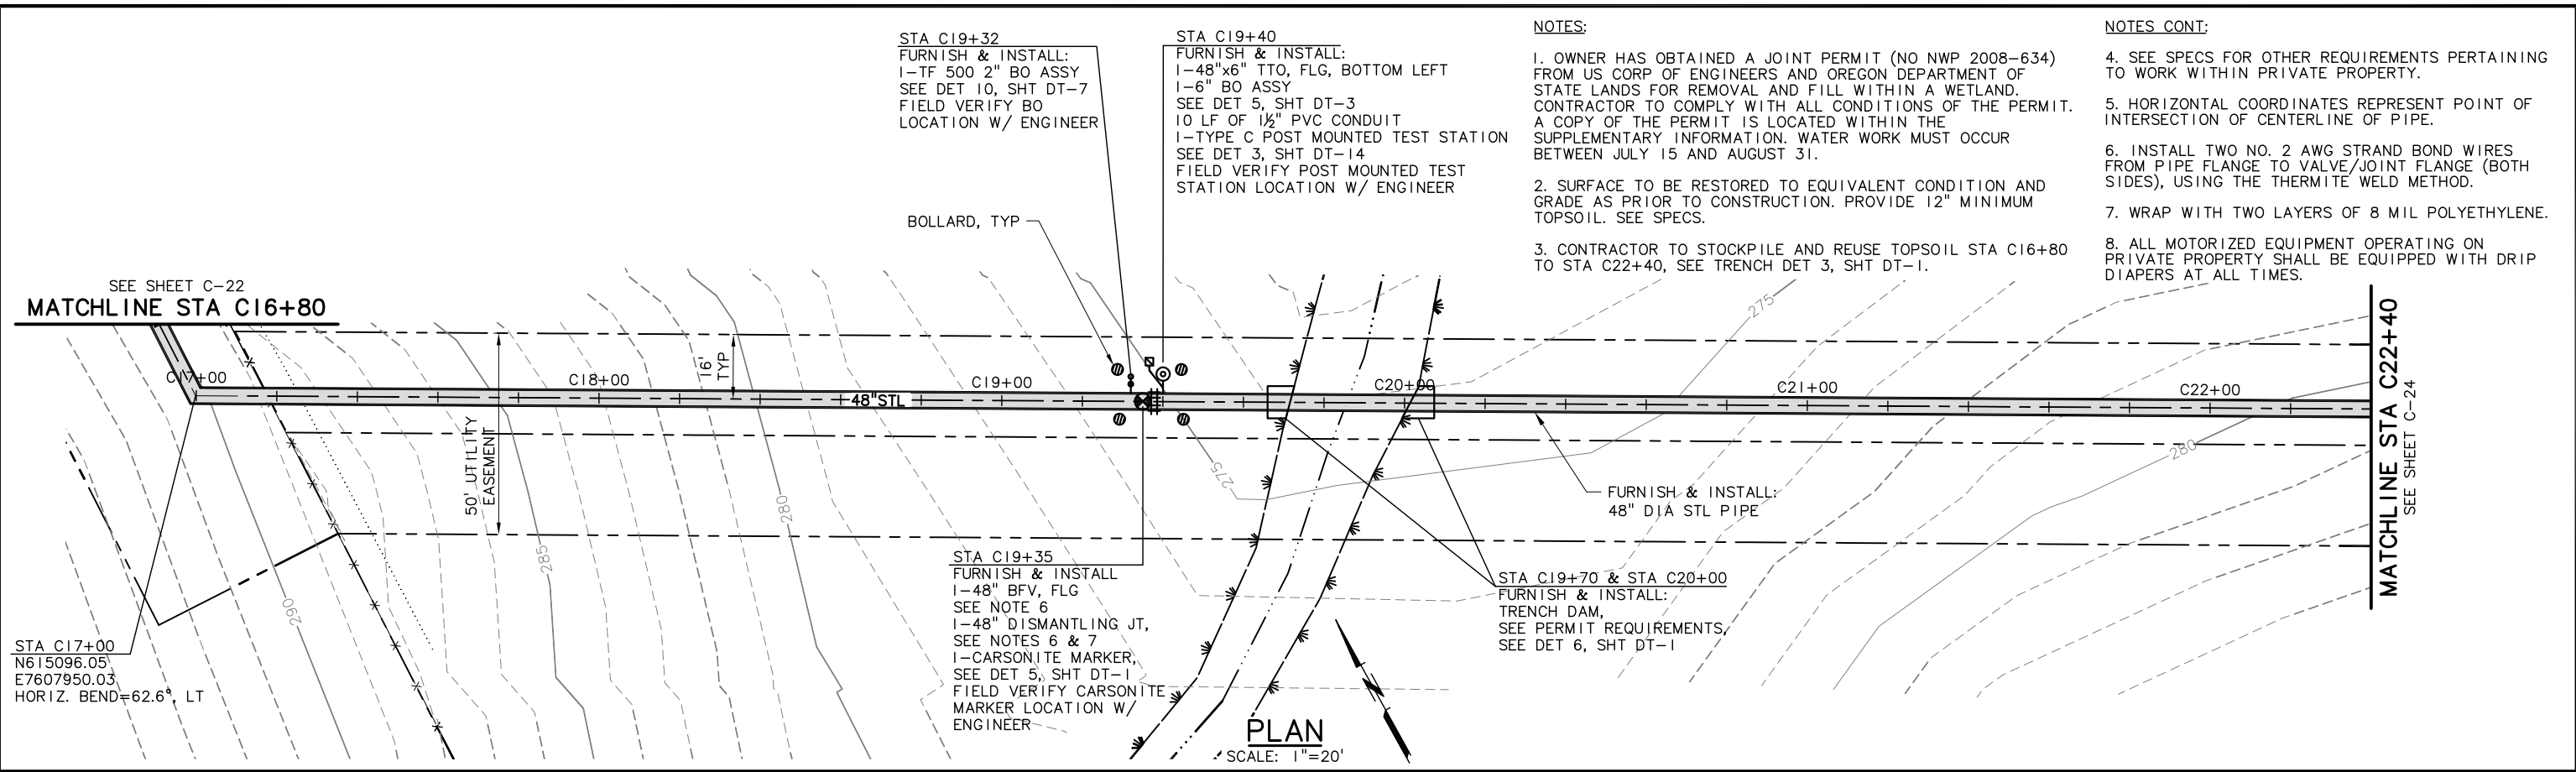 STA C19+32
FURNISH & INSTALL:
1-TF 500 2" BO ASSY
SEE DET 10, SHT DT-7
FIELD VERIFY BO
LOCATION W/ ENGINEER
STA C19+40
FURNISH & INSTALL:
1-48"x6" TTO, FLG, BOTTOM LEFT
1-6" BO ASSY
SEE DET 5, SHT DT-3
10 LF OF 1½" PVC CONDUIT
1-TYPE C POST MOUNTED TEST STATION
SEE DET 3, SHT DT-14
FIELD VERIFY POST MOUNTED TEST
STATION LOCATION W/ ENGINEER
NOTES:
1. OWNER HAS OBTAINED A JOINT PERMIT (NO NWP 2008-634)
FROM US CORP OF ENGINEERS AND OREGON DEPARTMENT OF
STATE LANDS FOR REMOVAL AND FILL WITHIN A WETLAND.
CONTRACTOR TO COMPLY WITH ALL CONDITIONS OF THE PERMIT.
A COPY OF THE PERMIT IS LOCATED WITHIN THE
SUPPLEMENTARY INFORMATION. WATER WORK MUST OCCUR
BETWEEN JULY 15 AND AUGUST 31.
2. SURFACE TO BE RESTORED TO EQUIVALENT CONDITION AND
GRADE AS PRIOR TO CONSTRUCTION. PROVIDE 12" MINIMUM
TOPSOIL. SEE SPECS.
3. CONTRACTOR TO STOCKPILE AND REUSE TOPSOIL STA C16+80
TO STA C22+40, SEE TRENCH DET 3, SHT DT-1.
NOTES CONT:
4. SEE SPECS FOR OTHER REQUIREMENTS PERTAINING
TO WORK WITHIN PRIVATE PROPERTY.
5. HORIZONTAL COORDINATES REPRESENT POINT OF
INTERSECTION OF CENTERLINE OF PIPE.
6. INSTALL TWO NO. 2 AWG STRAND BOND WIRES
FROM PIPE FLANGE TO VALVE/JOINT FLANGE (BOTH
SIDES), USING THE THERMITE WELD METHOD.
7. WRAP WITH TWO LAYERS OF 8 MIL POLYETHYLENE.
8. ALL MOTORIZED EQUIPMENT OPERATING ON
PRIVATE PROPERTY SHALL BE EQUIPPED WITH DRIP
DIAPERS AT ALL TIMES.
BOLLARD, TYP
SEE SHEET C-22
MATCHLINE STA C16+80
C17+00
C18+00
C19+00
C20+00
C21+00
C22+00
48"STL
16'
TYP
50' UTILITY
EASEMENT
290
285
280
275
275
280
MATCHLINE STA C22+40
SEE SHEET C-24
FURNISH & INSTALL:
48" DIA STL PIPE
STA C19+35
FURNISH & INSTALL
1-48" BFV, FLG
SEE NOTE 6
1-48" DISMANTLING JT,
SEE NOTES 6 & 7
1-CARSONITE MARKER,
SEE DET 5, SHT DT-1
FIELD VERIFY CARSONITE
MARKER LOCATION W/
ENGINEER
STA C19+70 & STA C20+00
FURNISH & INSTALL:
TRENCH DAM,
SEE PERMIT REQUIREMENTS,
SEE DET 6, SHT DT-1
STA C17+00
N615096.05
E7607950.03
HORIZ. BEND=62.6°, LT
PLAN
SCALE: 1"=20'